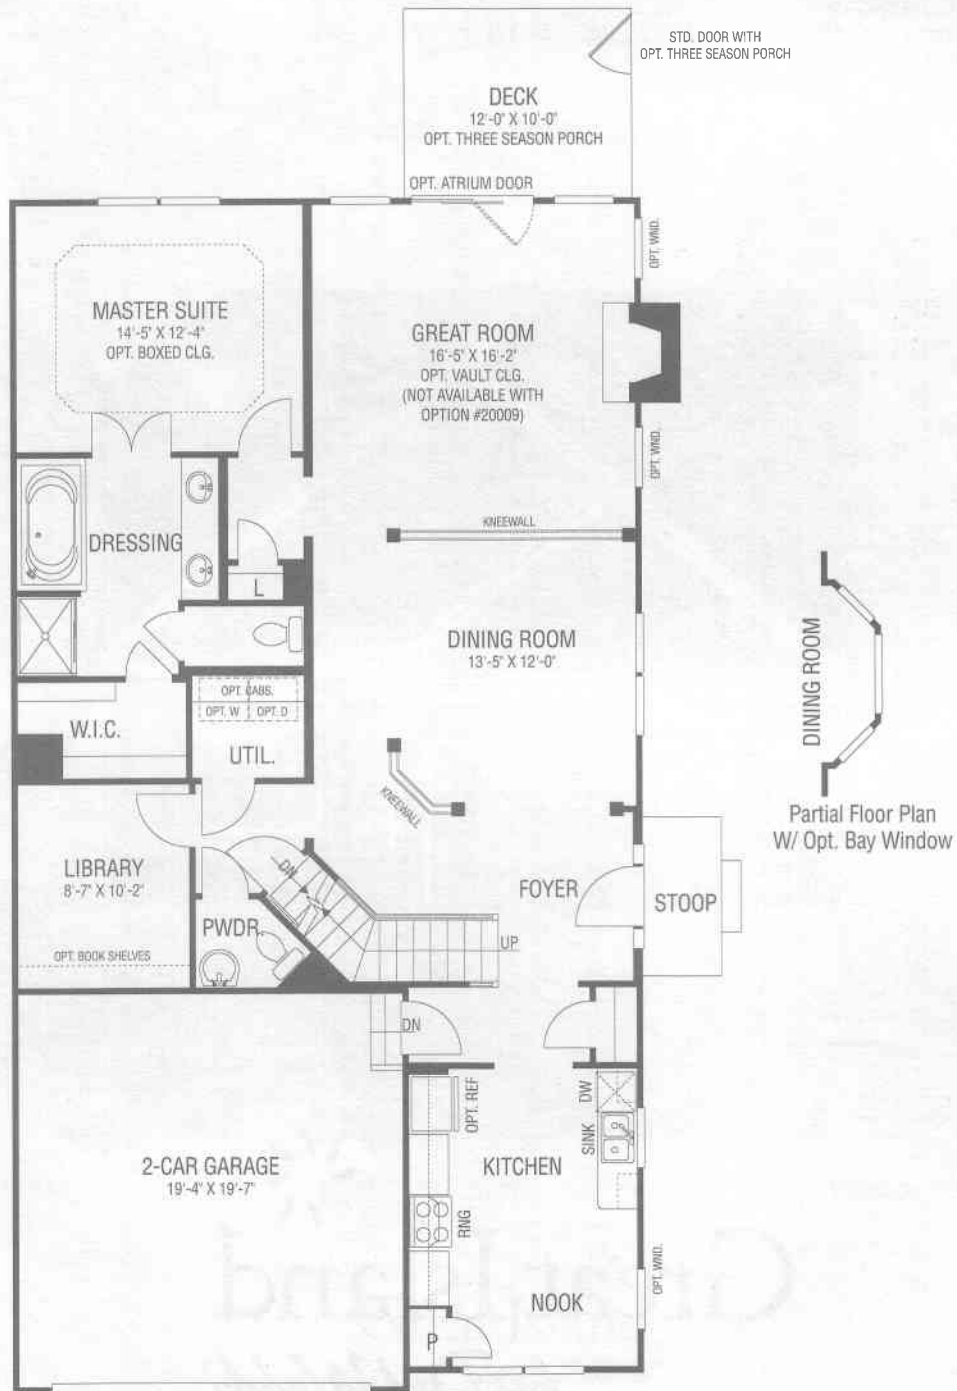 STD. DOOR WITH
OPT. THREE SEASON PORCH
DECK
12'-0" X 10'-0"
OPT. THREE SEASON PORCH
OPT. ATRIUM DOOR
OPT. WND.
MASTER SUITE
14'-5" X 12'-4"
OPT. BOXED CLG.
GREAT ROOM
16'-5" X 16'-2"
OPT. VAULT CLG.
(NOT AVAILABLE WITH
OPTION #20009)
OPT. WND.
KNEEWALL
DRESSING
L
DINING ROOM
13'-5" X 12'-0"
DINING ROOM
OPT. CABS.
OPT. W
OPT. D
W.I.C.
UTIL.
KNEEWALL
Partial Floor Plan
W/ Opt. Bay Window
LIBRARY
8'-7" X 10'-2"
DN
FOYER
STOOP
PWDR.
UP
OPT. BOOK SHELVES
DN
OPT. REF
DW
SINK
KITCHEN
2-CAR GARAGE
19'-4" X 19'-7"
RNG
OPT. WND.
NOOK
P